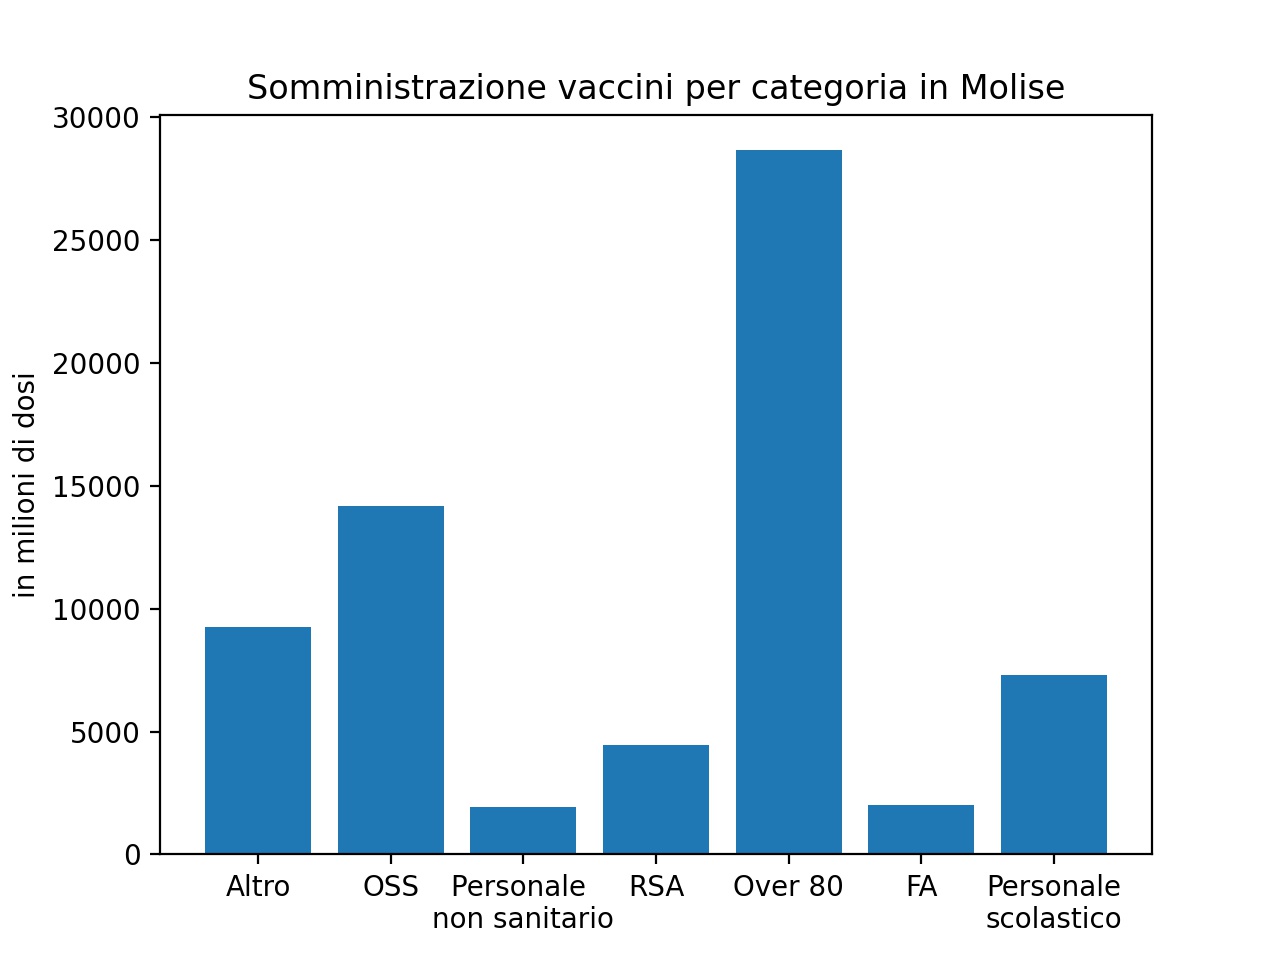 Somministrazione vaccini per categoria in Molise
30000
25000
20000
15000
10000
5000
0
in milioni di dosi
Altro OSS Personale RSA Over 80 FA Personale
non sanitario scolastico